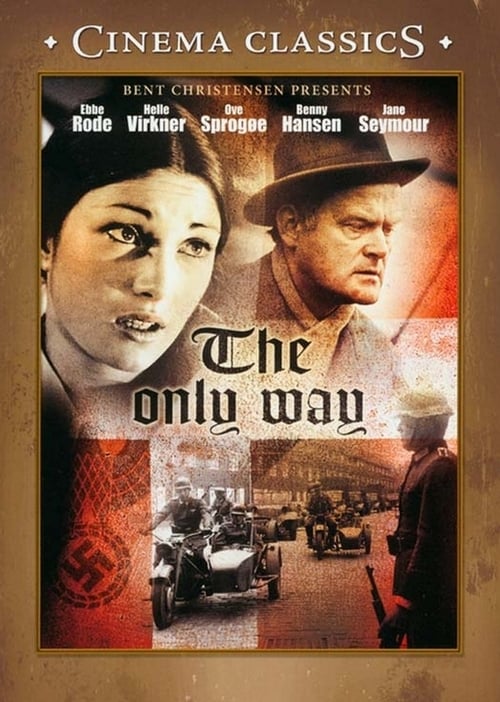 CINEMA CLASSICS
BENT CHRISTENSEN PRESENTS
Ebbe Rode Helle Virkner Ove Sprogøe Benny Hansen Jane Seymour
The
only way